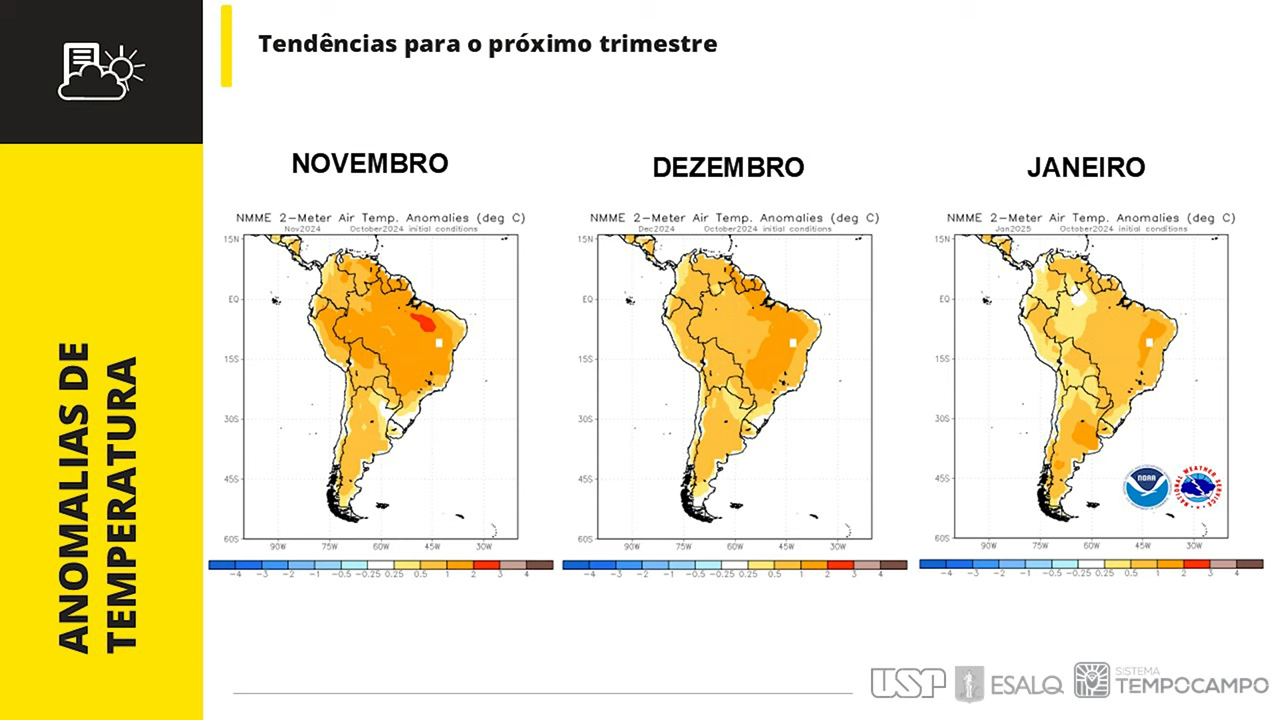 Tendências para o próximo trimestre
ANOMALIAS DE
TEMPERATURA
NOVEMBRO
DEZEMBRO
JANEIRO
NMME 2-Meter Air Temp. Anomalies (deg C)
Nov2024 October2024 initial conditions
15N
EQ
15S
30S
45S
60S
90W 75W 60W 45W 30W
-4 -3 -2 -1 -0.5 -0.25 0.25 0.5 1 2 3 4
NMME 2-Meter Air Temp. Anomalies (deg C)
Dec2024 October2024 initial conditions
15N
EQ
15S
30S
45S
60S
90W 75W 60W 45W 30W
-4 -3 -2 -1 -0.5 -0.25 0.25 0.5 1 2 3 4
NMME 2-Meter Air Temp. Anomalies (deg C)
Jan2025 October2024 initial conditions
15N
EQ
15S
30S
45S
60S
90W 75W 60W 45W 30W
-4 -3 -2 -1 -0.5 -0.25 0.25 0.5 1 2 3 4
NOAA
NATIONAL WEATHER SERVICE
USP
ESALQ
SISTEMA
TEMPOCAMPO